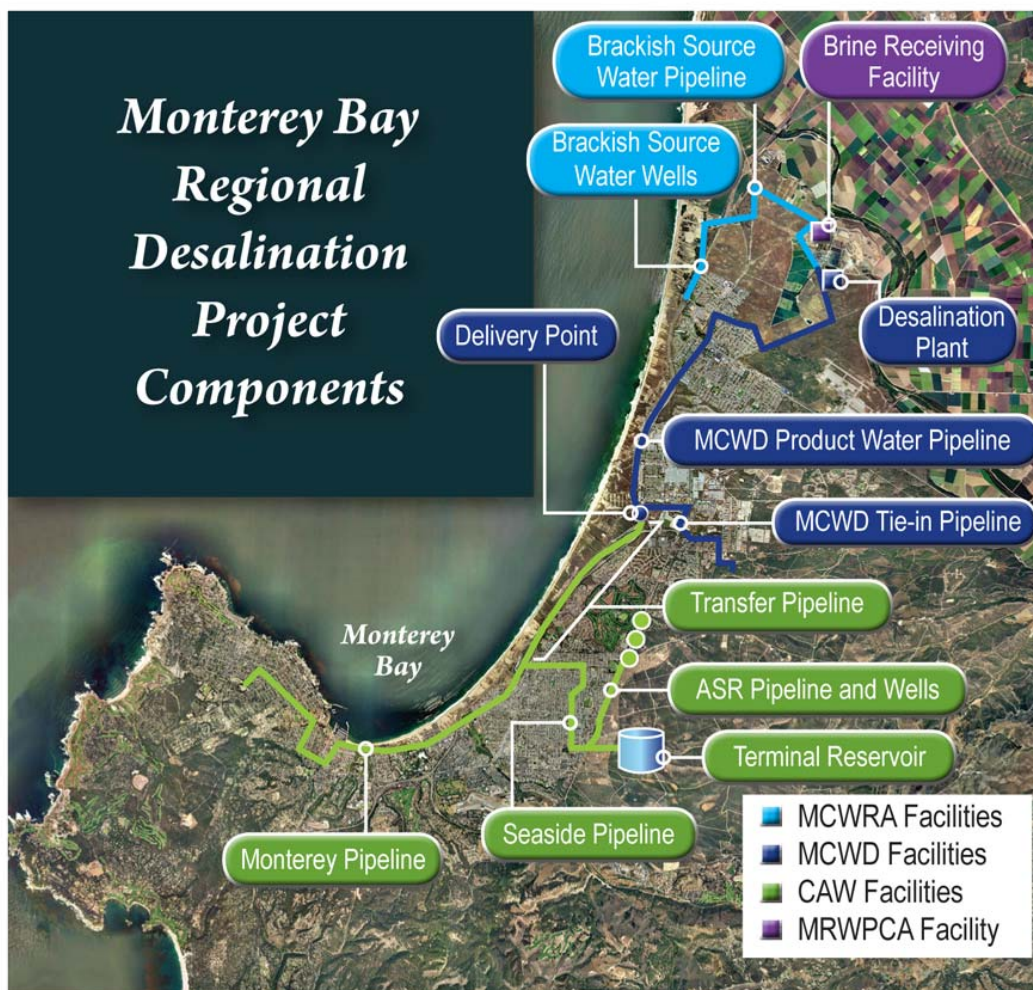 Monterey Bay
Regional
Desalination
Project
Components
Brackish Source
Water Pipeline
Brine Receiving
Facility
Brackish Source
Water Wells
Delivery Point
Desalination
Plant
MCWD Product Water Pipeline
MCWD Tie-in Pipeline
Transfer Pipeline
Monterey
Bay
ASR Pipeline and Wells
Terminal Reservoir
Seaside Pipeline
Monterey Pipeline
MCWRA Facilities
MCWD Facilities
CAW Facilities
MRWPCA Facility